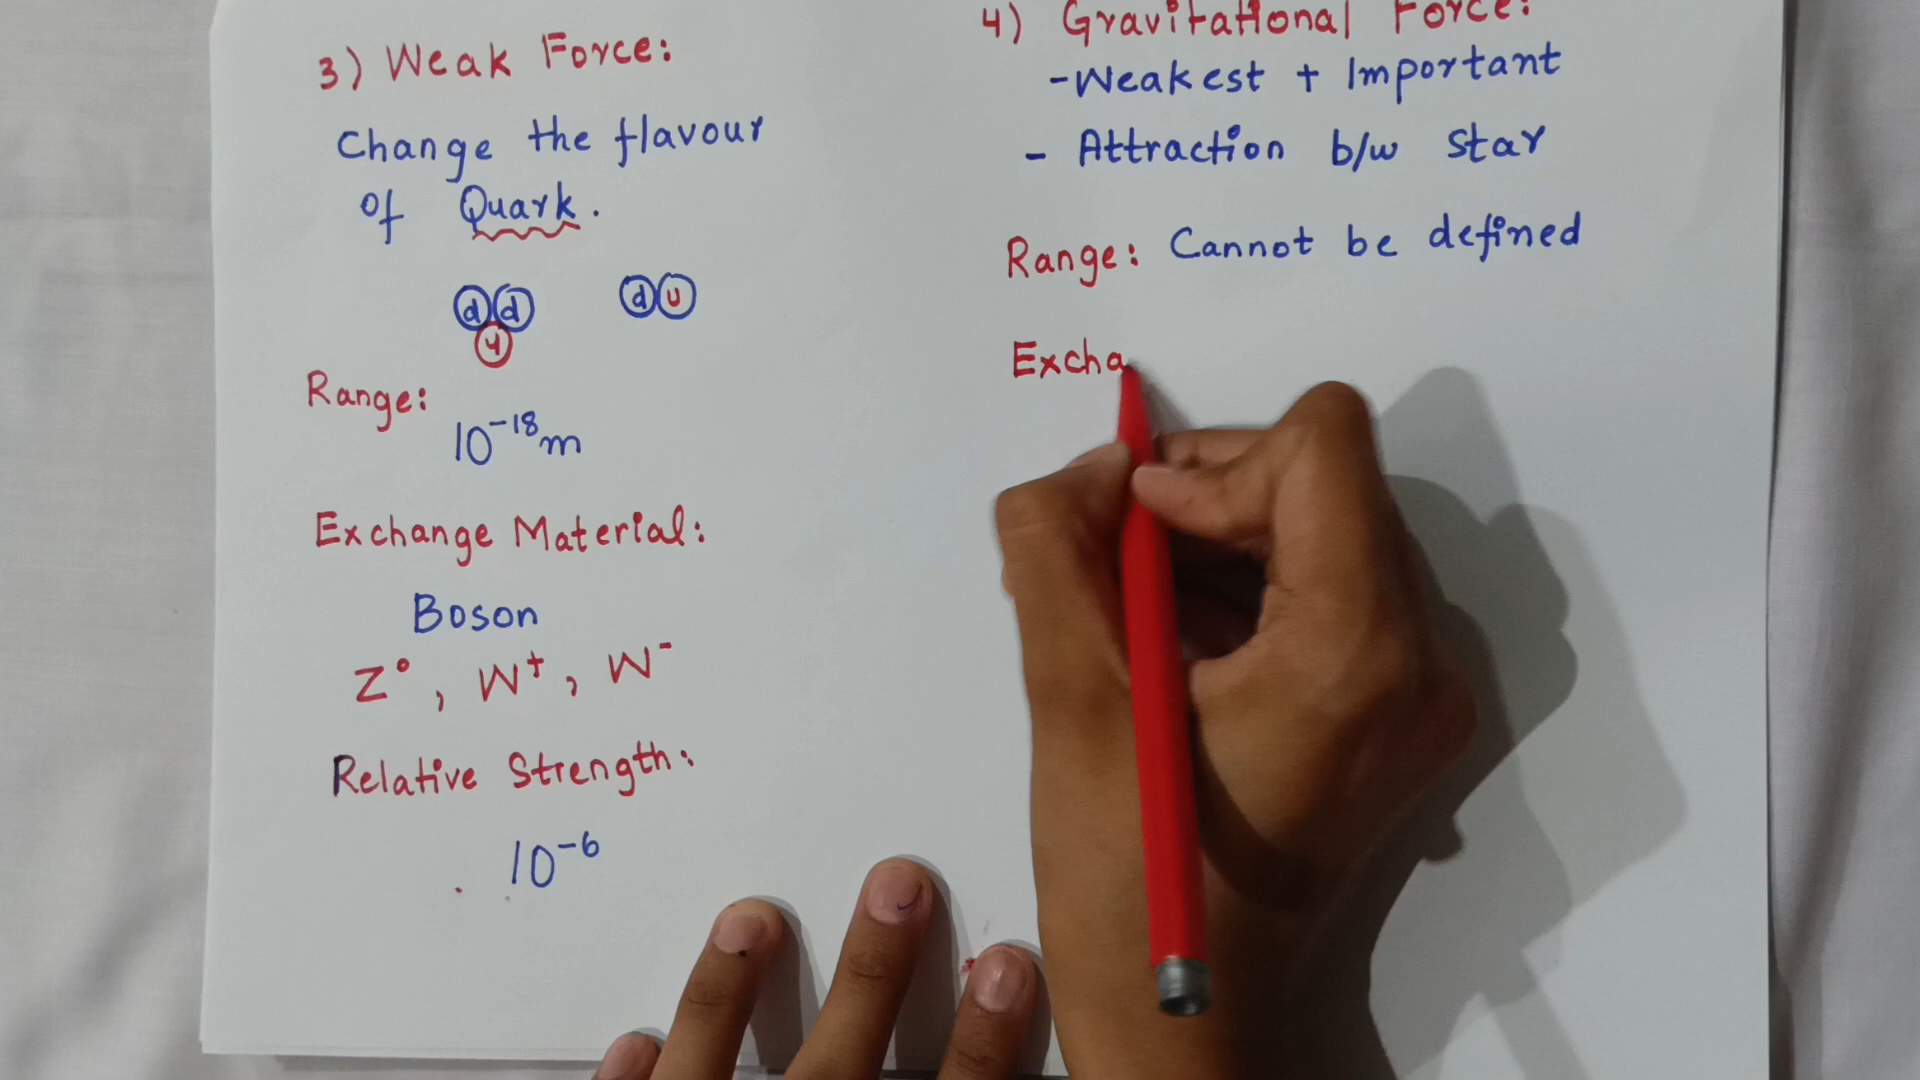 3) Weak Force:
Change the flavour
of Quark.
d d d u
u
Range:
10⁻¹⁸m
Exchange Material:
Boson
Z°, W⁺, W⁻
Relative Strength:
10⁻⁶
4) Gravitational Force:
- Weakest + Important
- Attraction b/w star
Range: Cannot be defined
Excha